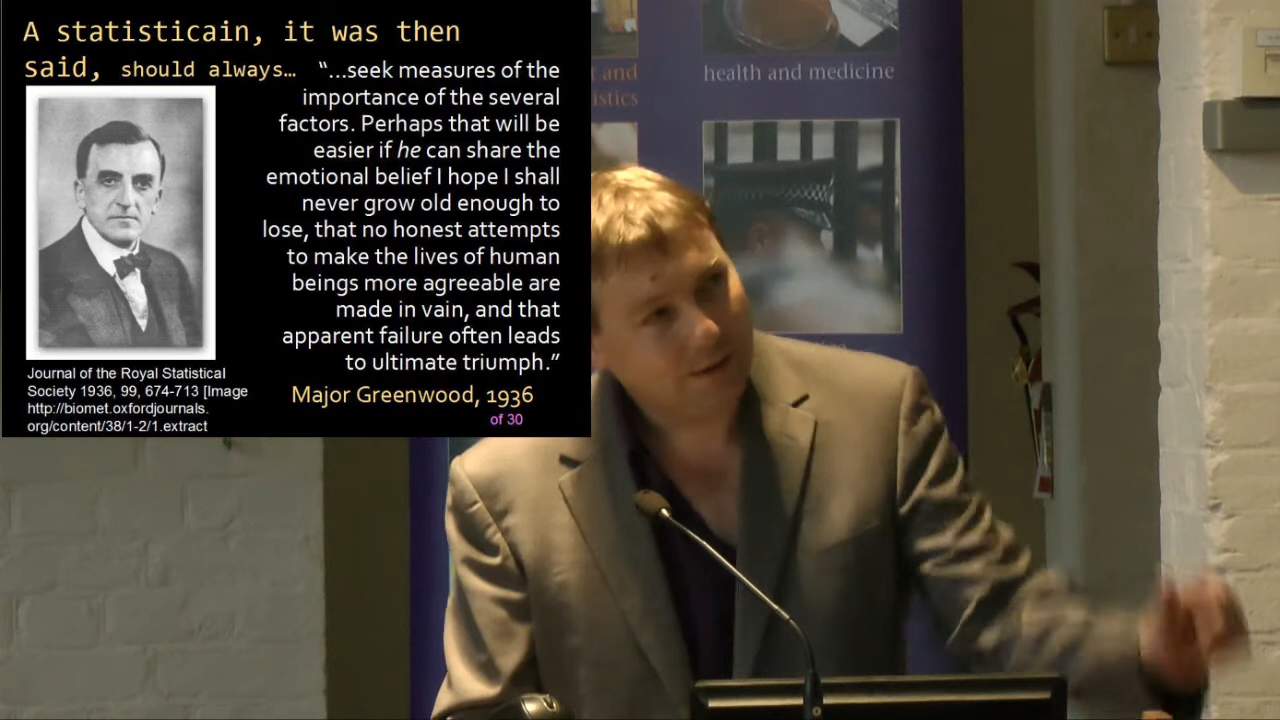 A statisticain, it was then
said, should always… “…seek measures of the
importance of the several
factors. Perhaps that will be
easier if he can share the
emotional belief I hope I shall
never grow old enough to
lose, that no honest attempts
to make the lives of human
beings more agreeable are
made in vain, and that
apparent failure often leads
to ultimate triumph.”
Major Greenwood, 1936
of 30
Journal of the Royal Statistical
Society 1936, 99, 674-713 [Image
http://biomet.oxfordjournals.
org/content/38/1-2/1.extract
and
health and medicine